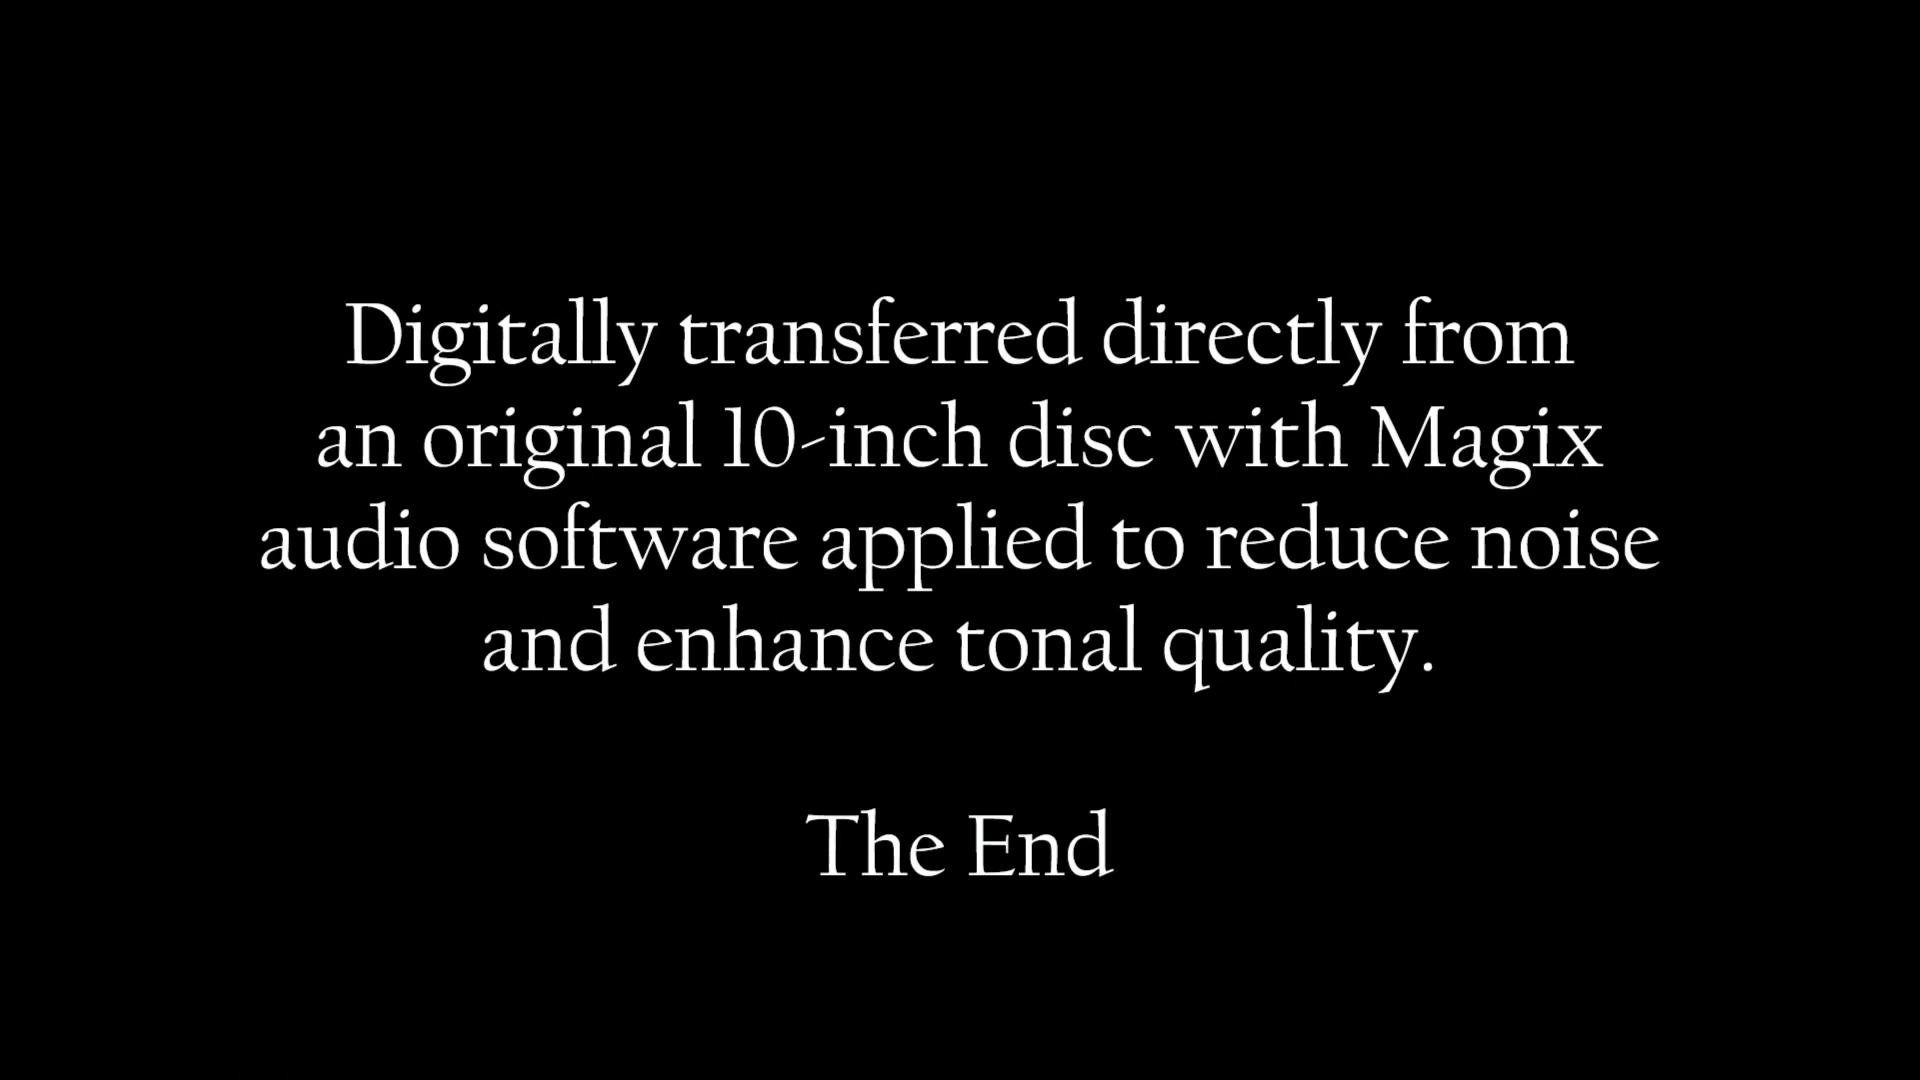 Digitally transferred directly from
an original 10-inch disc with Magix
audio software applied to reduce noise
and enhance tonal quality.
The End